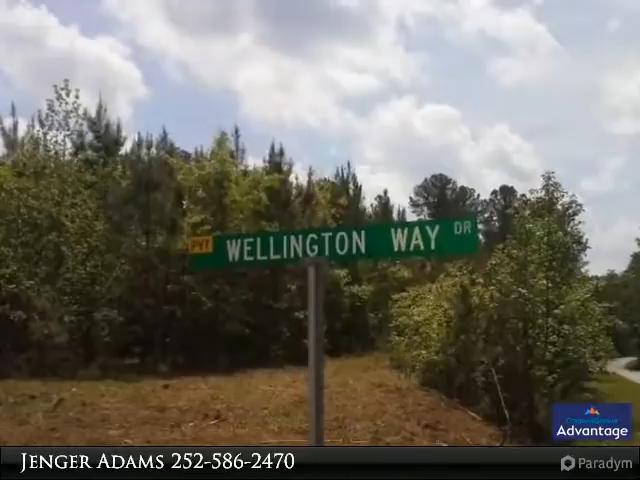 PVT WELLINGTON WAY DR
Advantage
JENGER ADAMS 252-586-2470
Paradym